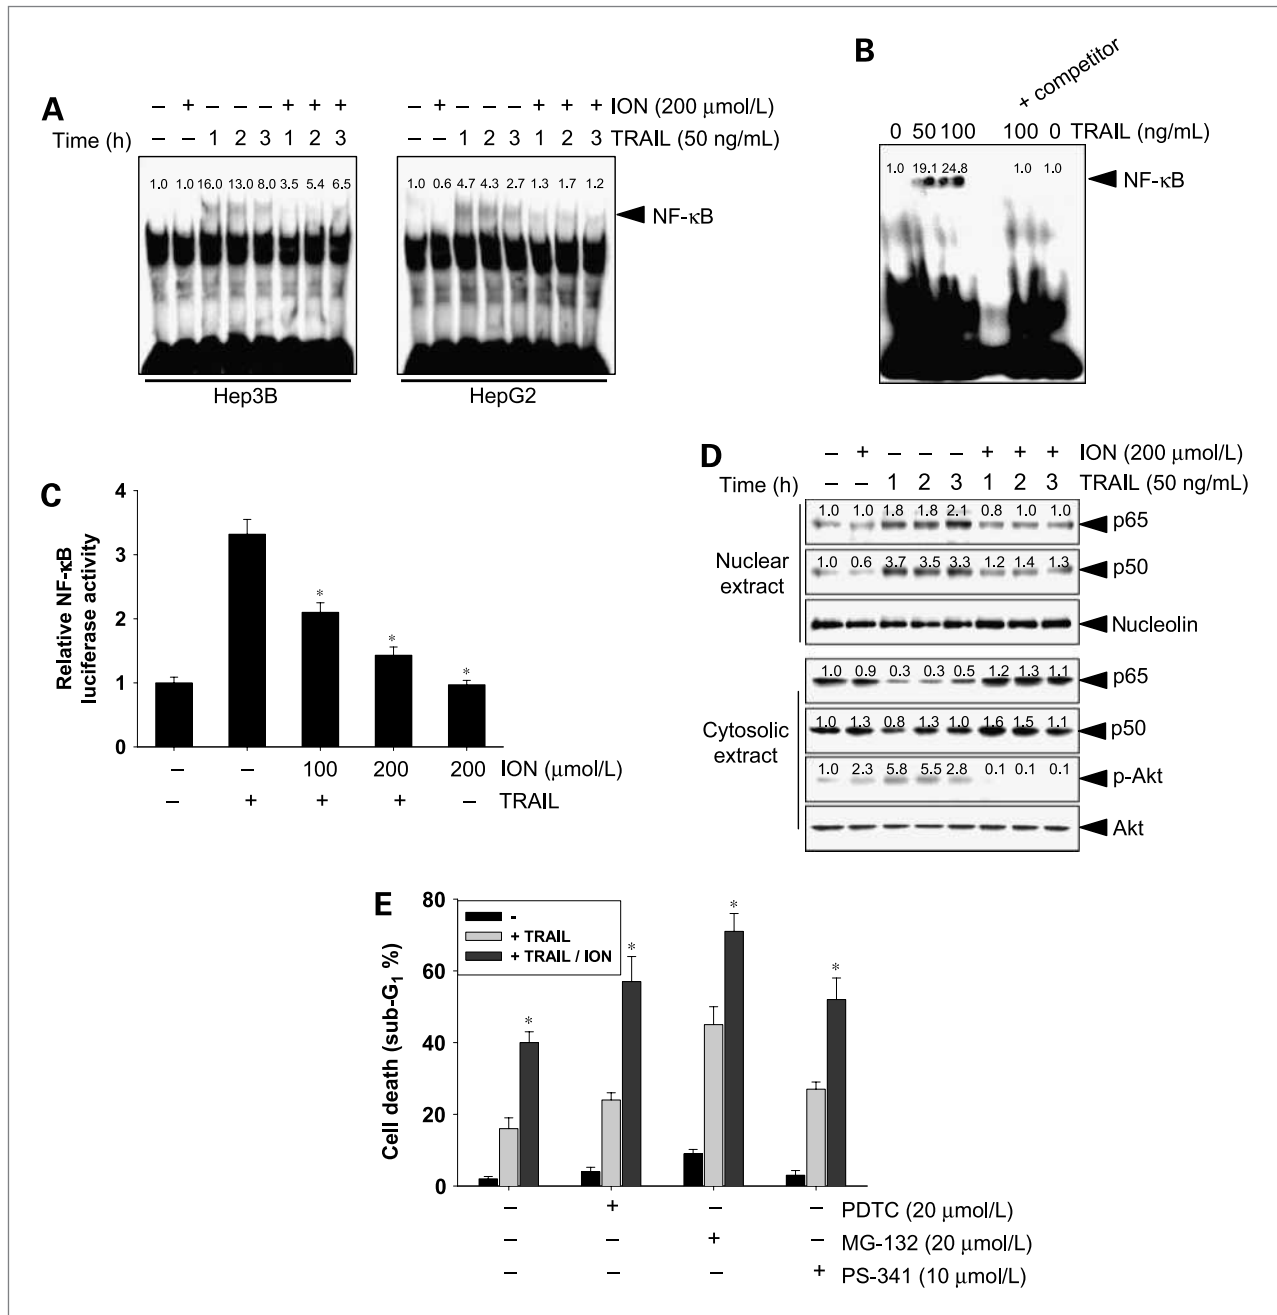 A
– + – – – + + + ION (200 μmol/L)
Time (h) – – 1 2 3 1 2 3
1.0 1.0 16.0 13.0 8.0 3.5 5.4 6.5
Hep3B
– + – – – + + +
– – 1 2 3 1 2 3 TRAIL (50 ng/mL)
1.0 0.6 4.7 4.3 2.7 1.3 1.7 1.2
NF-κB
HepG2
B
+ competitor
0 50 100 100 0 TRAIL (ng/mL)
1.0 19.1 24.8 1.0 1.0
NF-κB
C
Relative NF-κB
luciferase activity
4
3
2
1
0
* * *
– – 100 200 200 ION (μmol/L)
– + + + – TRAIL
D
– + – – – + + + ION (200 μmol/L)
Time (h) – – 1 2 3 1 2 3 TRAIL (50 ng/mL)
Nuclear
extract
1.0 1.0 1.8 1.8 2.1 0.8 1.0 1.0 p65
1.0 0.6 3.7 3.5 3.3 1.2 1.4 1.3 p50
Nucleolin
Cytosolic
extract
1.0 0.9 0.3 0.3 0.5 1.2 1.3 1.1 p65
1.0 1.3 0.8 1.3 1.0 1.6 1.5 1.1 p50
1.0 2.3 5.8 5.5 2.8 0.1 0.1 0.1 p-Akt
Akt
E
Cell death (sub-G1 %)
80
60
40
20
0
-
+ TRAIL
+ TRAIL / ION
* * * *
– + – – PDTC (20 μmol/L)
– – + – MG-132 (20 μmol/L)
– – – + PS-341 (10 μmol/L)